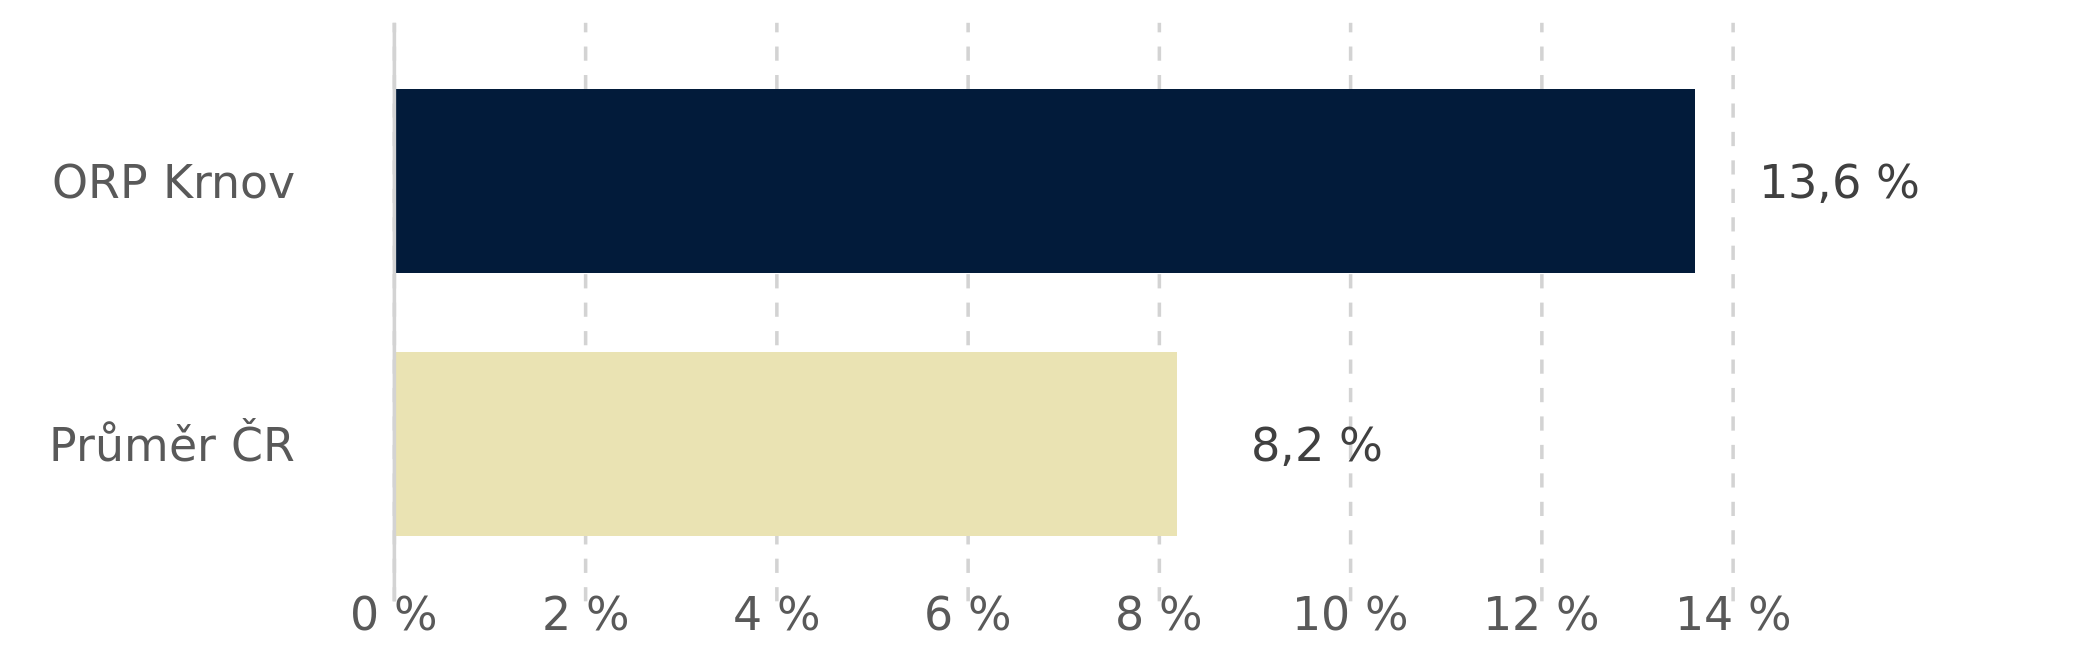 ORP Krnov
13,6 %
Průměr ČR
8,2 %
0 % 2 % 4 % 6 % 8 % 10 % 12 % 14 %